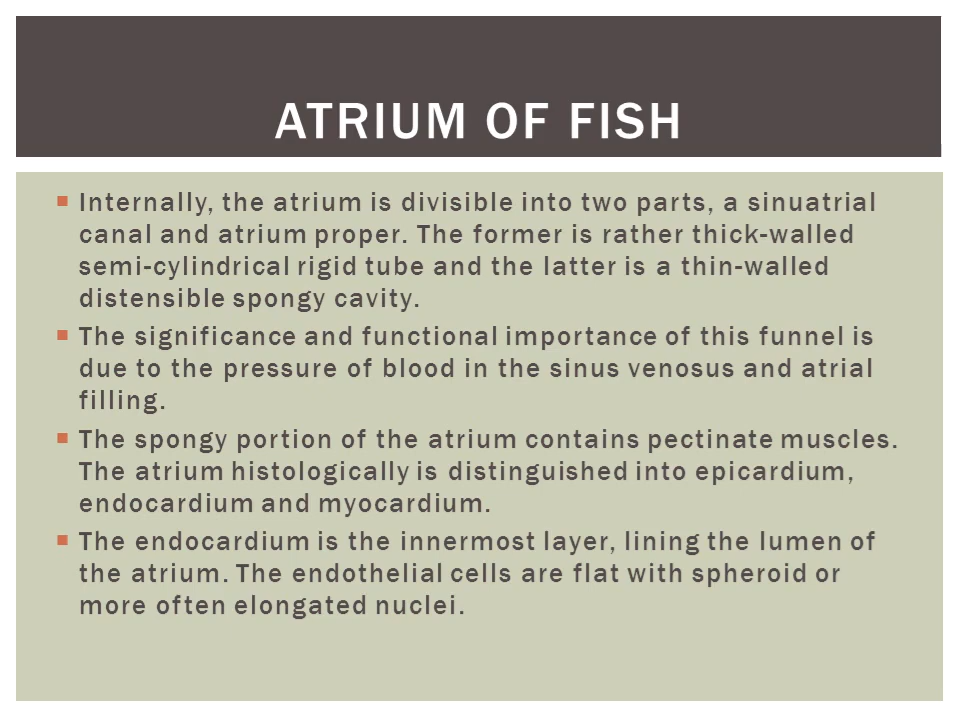 ATRIUM OF FISH
Internally, the atrium is divisible into two parts, a sinuatrial
canal and atrium proper. The former is rather thick-walled
semi-cylindrical rigid tube and the latter is a thin-walled
distensible spongy cavity.
The significance and functional importance of this funnel is
due to the pressure of blood in the sinus venosus and atrial
filling.
The spongy portion of the atrium contains pectinate muscles.
The atrium histologically is distinguished into epicardium,
endocardium and myocardium.
The endocardium is the innermost layer, lining the lumen of
the atrium. The endothelial cells are flat with spheroid or
more often elongated nuclei.